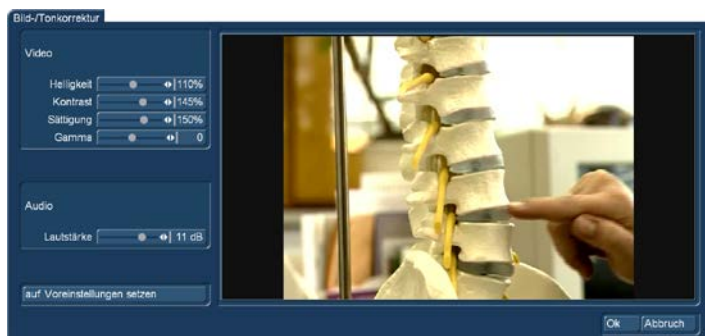 Bild-/Tonkorrektur
Video
Helligkeit 110%
Kontrast 145%
Sättigung 150%
Gamma 0
Audio
Lautstärke 11 dB
auf Voreinstellungen setzen
Ok Abbruch